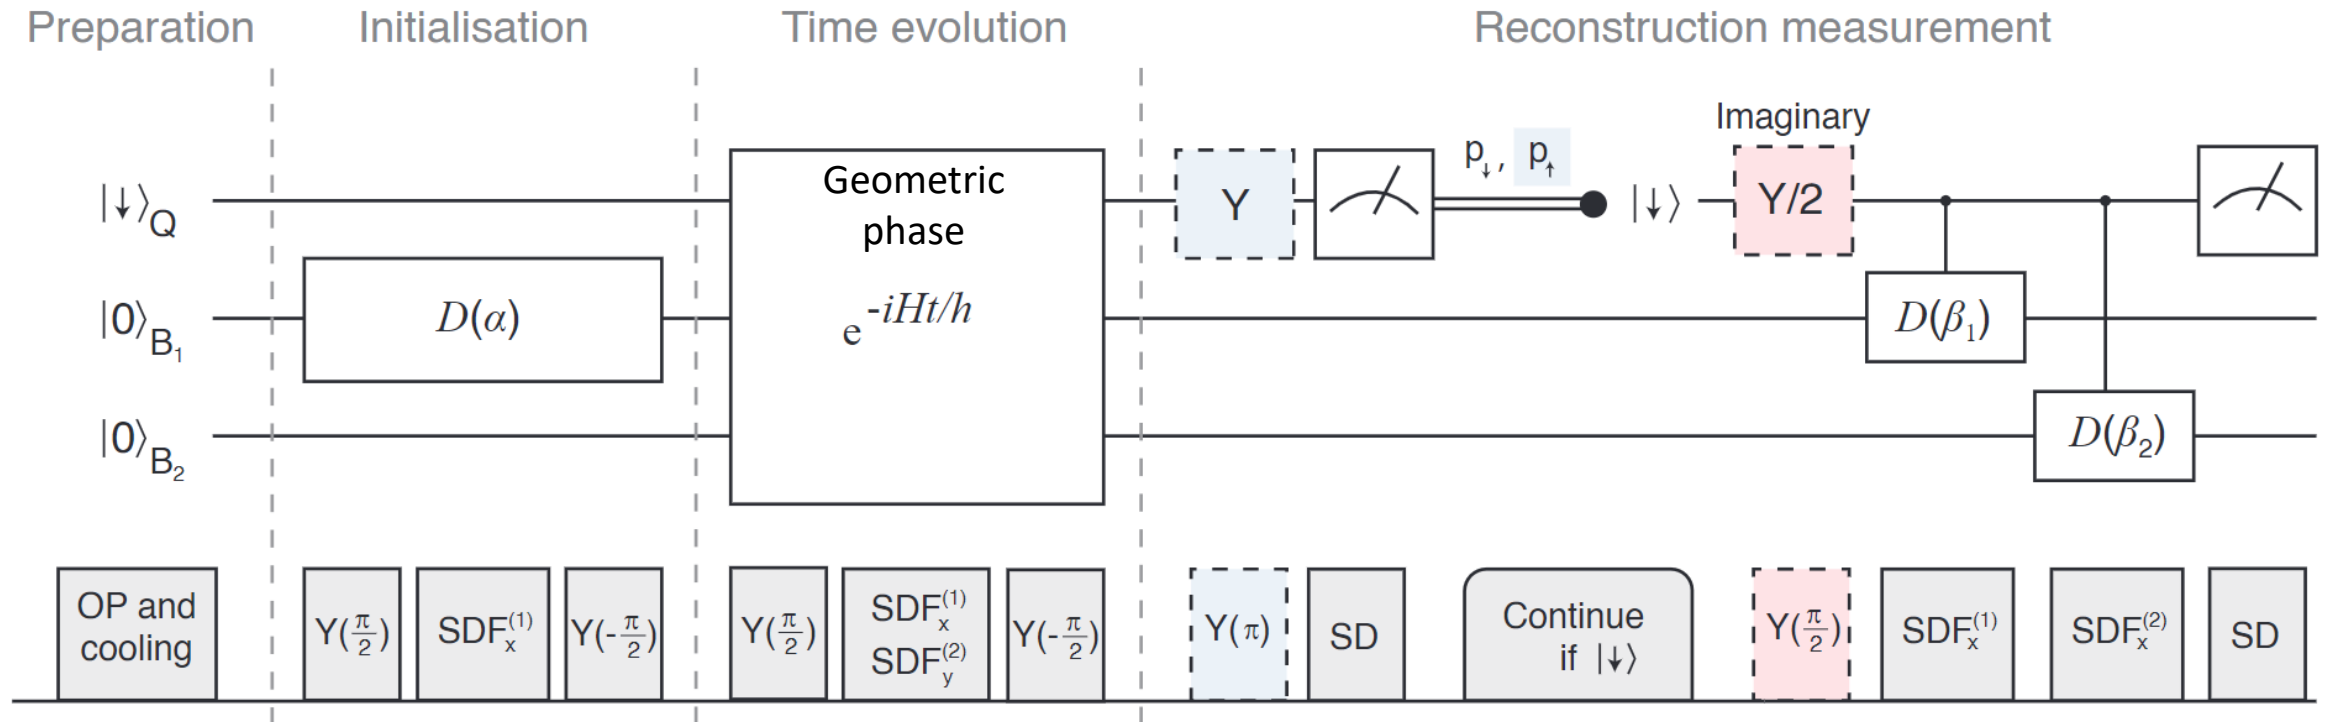 Preparation
Initialisation
Time evolution
Reconstruction measurement
|↓⟩Q
|0⟩B1
|0⟩B2
D(α)
Geometric
phase
e-iHt/h
Y
p↓, p↑
|↓⟩
Imaginary
Y/2
D(β1)
D(β2)
OP and
cooling
Y(π/2)
SDFx(1)
Y(-π/2)
Y(π/2)
SDFx(1)
SDFy(2)
Y(-π/2)
Y(π)
SD
Continue
if |↓⟩
Y(π/2)
SDFx(1)
SDFx(2)
SD